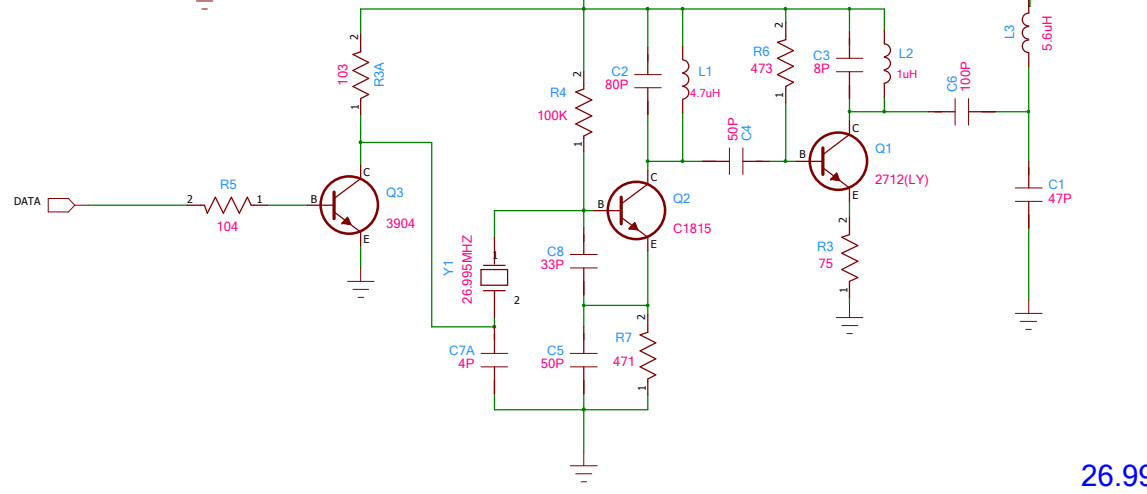 2
103
R3A
1
DATA
2
R5
1
104
B
C
Q3
3904
E
2
R4
100K
1
C2
80P
L1
4.7uH
50P
C4
2
R6
473
1
C3
8P
L2
1uH
C6
100P
L3
5.6uH
B
C
Q1
2712(LY)
E
2
R3
75
1
C1
47P
B
C
Q2
C1815
E
Y1
26.995MHZ
1
2
C8
33P
C7A
4P
C5
50P
2
R7
471
1
26.99